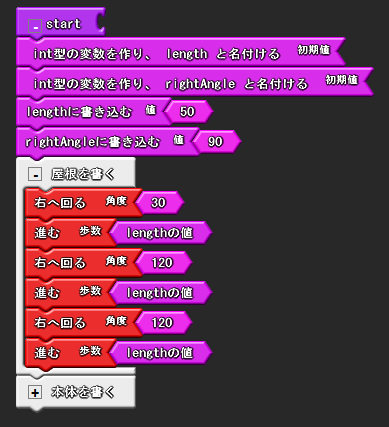 - start
int型の変数を作り、 length と名付ける 初期値
int型の変数を作り、 rightAngle と名付ける 初期値
lengthに書き込む 値 50
rightAngleに書き込む 値 90
- 屋根を書く
右へ回る 角度 30
進む 歩数 lengthの値
右へ回る 角度 120
進む 歩数 lengthの値
右へ回る 角度 120
進む 歩数 lengthの値
+ 本体を書く